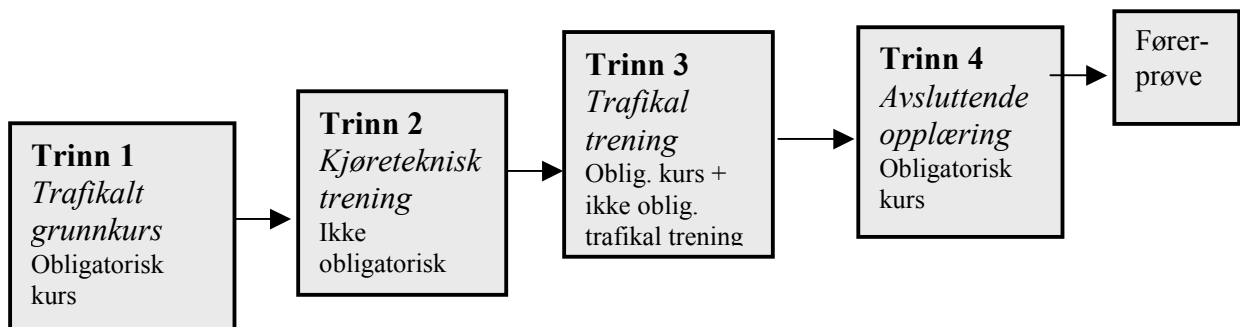 Trinn 1
Trafikalt
grunnkurs
Obligatorisk
kurs
Trinn 2
Kjøreteknisk
trening
Ikke
obligatorisk
Trinn 3
Trafikal
trening
Oblig. kurs +
ikke oblig.
trafikal trening
Trinn 4
Avsluttende
opplæring
Obligatorisk
kurs
Fører-
prøve